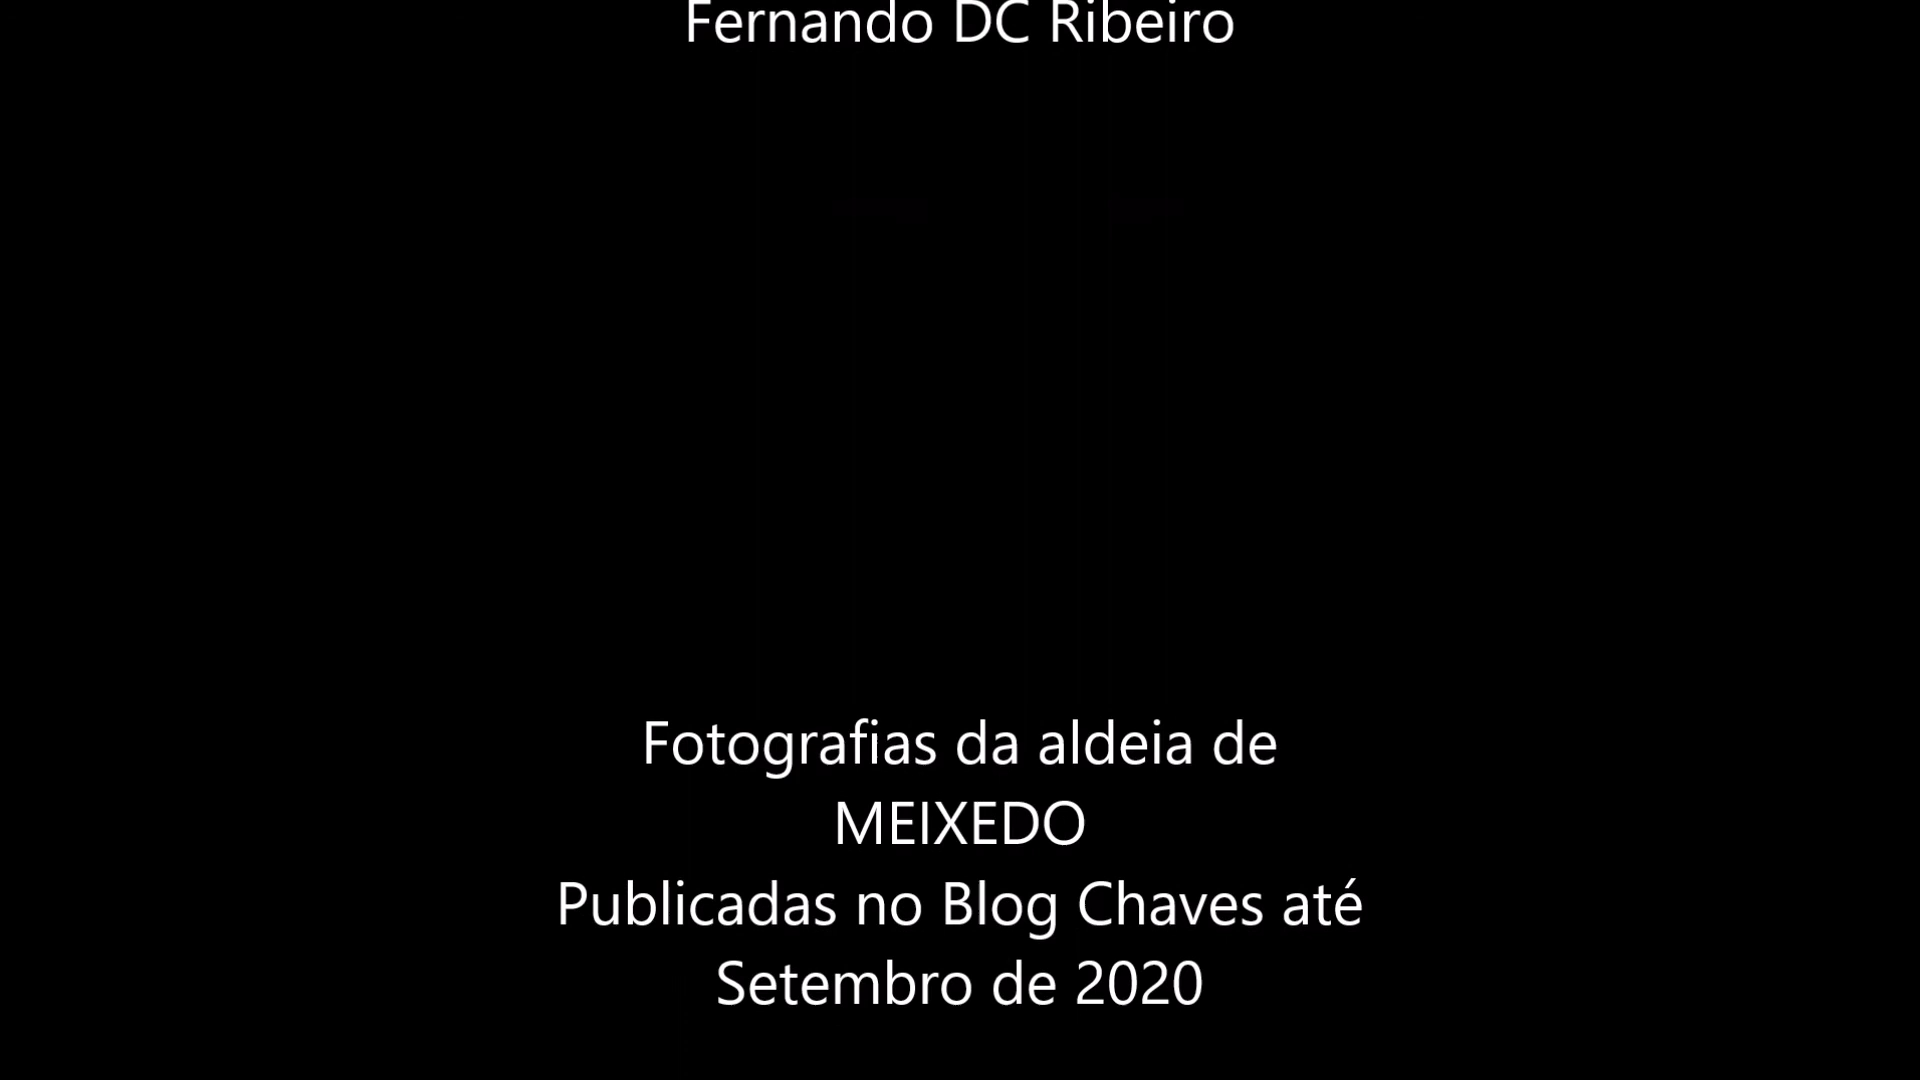 Fernando DC Ribeiro
Fotografias da aldeia de
MEIXEDO
Publicadas no Blog Chaves até
Setembro de 2020